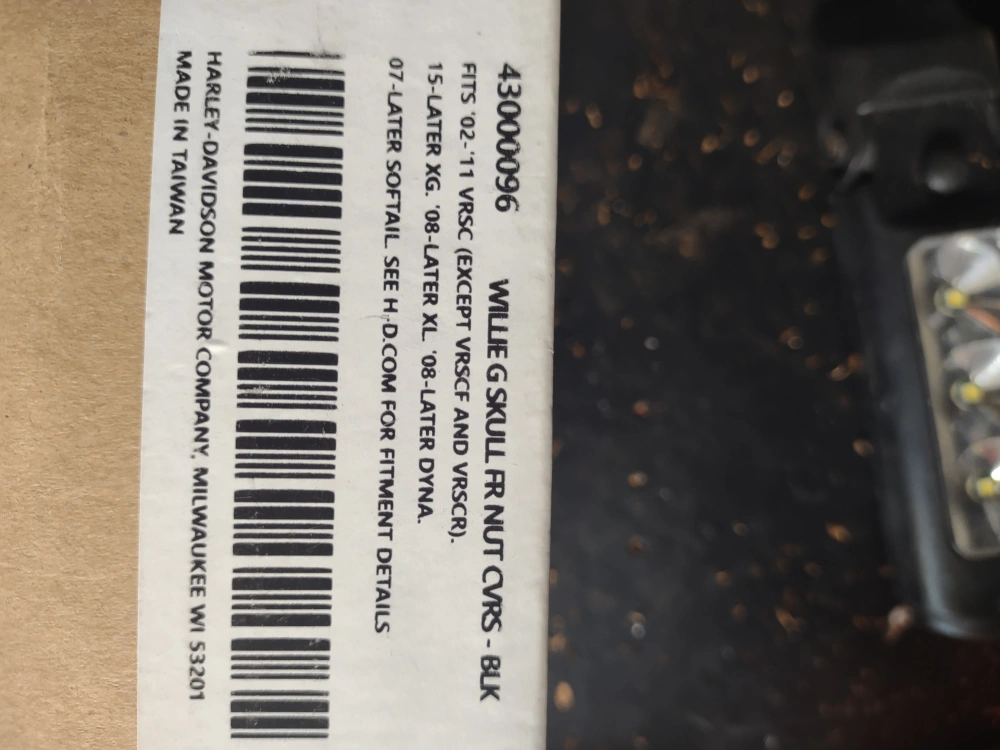 43000096 WILLIE G SKULL FR NUT CVRS - BLK
FITS '02-'11 VRSC (EXCEPT VRSCF AND VRSCR).
15-LATER XG. '08-LATER XL. '08-LATER DYNA.
07-LATER SOFTAIL. SEE H-D.COM FOR FITMENT DETAILS
HARLEY-DAVIDSON MOTOR COMPANY, MILWAUKEE WI 53201
MADE IN TAIWAN